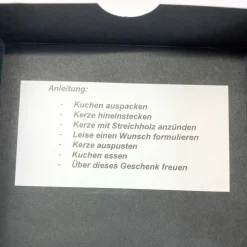 Anleitung:
- Kuchen auspacken
- Kerze hineinstecken
- Kerze mit Streichholz anzünden
- Leise einen Wunsch formulieren
- Kerze auspusten
- Kuchen essen
- Über dieses Geschenk freuen